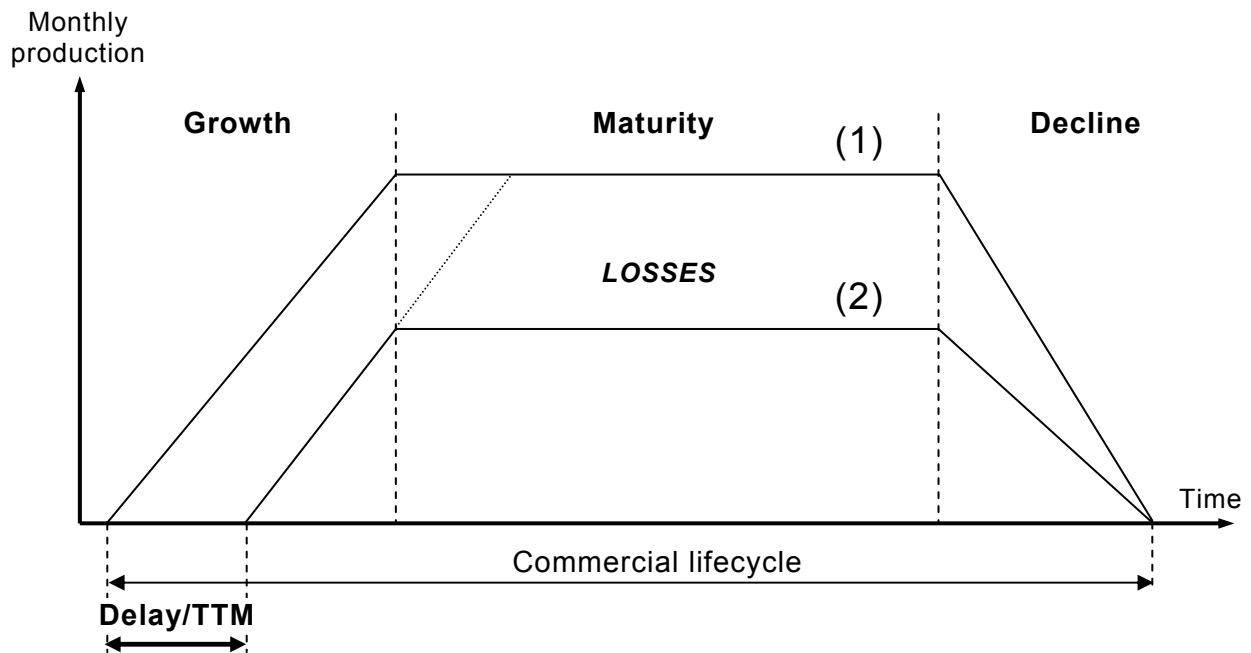 Monthly
production
Growth
Maturity
Decline
(1)
LOSSES
(2)
Time
Commercial lifecycle
Delay/TTM